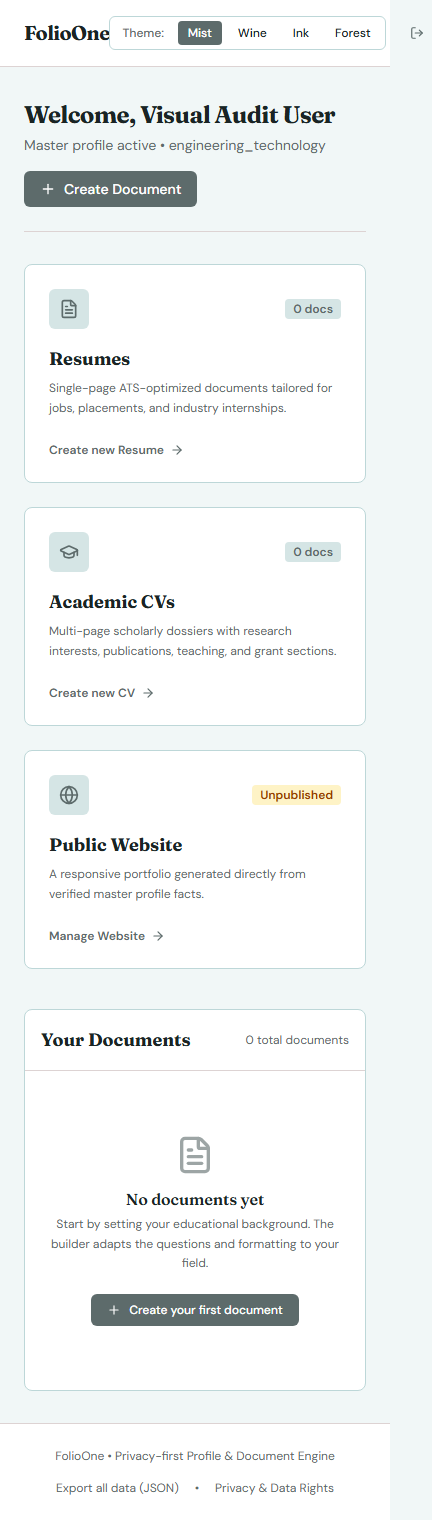 FolioOne Theme: Mist Wine Ink Forest
Welcome, Visual Audit User
Master profile active • engineering_technology
+ Create Document
0 docs
Resumes
Single-page ATS-optimized documents tailored for
jobs, placements, and industry internships.
Create new Resume →
0 docs
Academic CVs
Multi-page scholarly dossiers with research
interests, publications, teaching, and grant sections.
Create new CV →
Unpublished
Public Website
A responsive portfolio generated directly from
verified master profile facts.
Manage Website →
Your Documents 0 total documents
No documents yet
Start by setting your educational background. The
builder adapts the questions and formatting to your
field.
+ Create your first document
FolioOne • Privacy-first Profile & Document Engine
Export all data (JSON) • Privacy & Data Rights